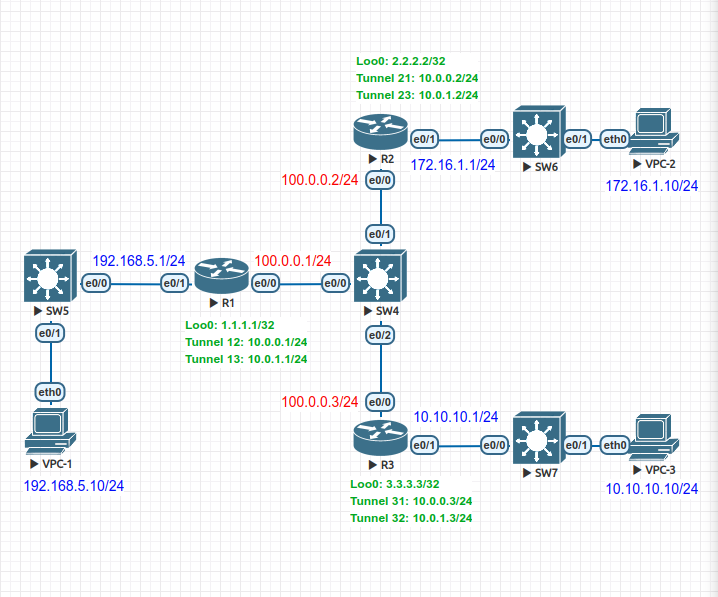 Loo0: 2.2.2.2/32
Tunnel 21: 10.0.0.2/24
Tunnel 23: 10.0.1.2/24
R2
e0/1
e0/0
SW6
e0/1
eth0
VPC-2
172.16.1.1/24
172.16.1.10/24
100.0.0.2/24
e0/0
e0/1
192.168.5.1/24
100.0.0.1/24
SW5
e0/0
e0/1
R1
e0/0
e0/0
SW4
e0/1
Loo0: 1.1.1.1/32
Tunnel 12: 10.0.0.1/24
Tunnel 13: 10.0.1.1/24
e0/2
eth0
VPC-1
192.168.5.10/24
100.0.0.3/24
e0/0
10.10.10.1/24
R3
e0/1
e0/0
SW7
e0/1
eth0
VPC-3
10.10.10.10/24
Loo0: 3.3.3.3/32
Tunnel 31: 10.0.0.3/24
Tunnel 32: 10.0.1.3/24